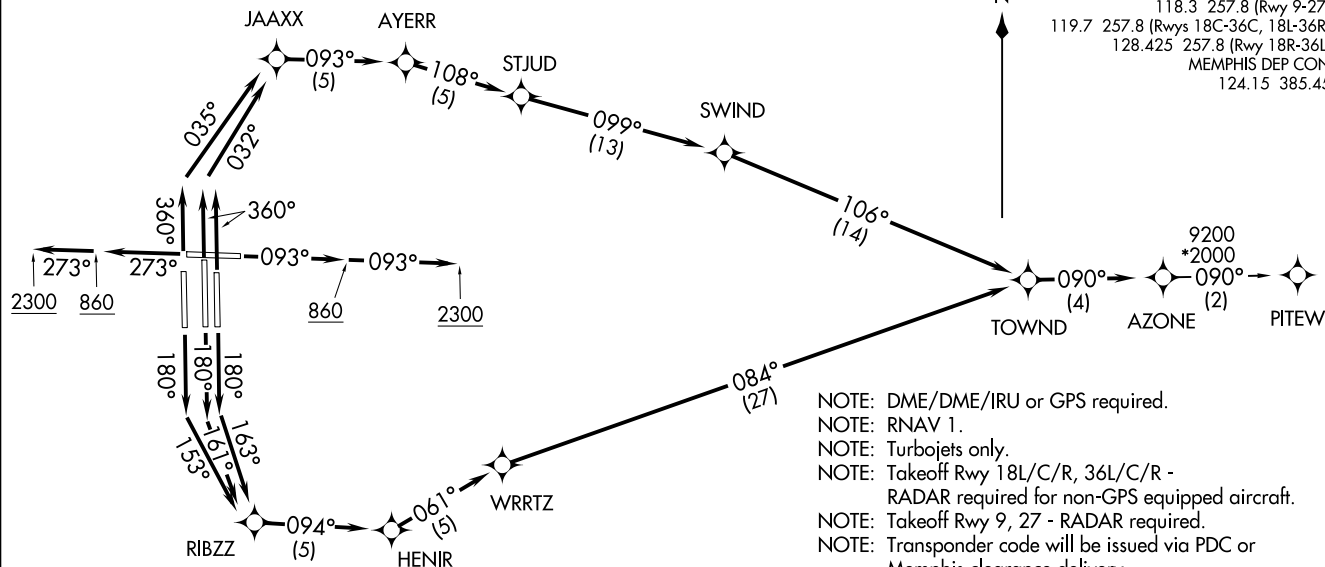 118.3 257.8 (Rwy 9-27
119.7 257.8 (Rwys 18C-36C, 18L-36R
128.425 257.8 (Rwy 18R-36L
MEMPHIS DEP CON
124.15 385.45
N
JAAXX
AYERR
093°
(5)
108°
(5)
STJUD
099°
(13)
SWIND
106°
(14)
035°
032°
360°
360°
273°
273°
2300
860
093°
093°
860
2300
TOWND
090°
(4)
AZONE
9200
*2000
090°
(2)
PITEW
180°
180°
180°
153°
161°
163°
RIBZZ
094°
(5)
HENIR
061°
(5)
WRRTZ
084°
(27)
NOTE: DME/DME/IRU or GPS required.
NOTE: RNAV 1.
NOTE: Turbojets only.
NOTE: Takeoff Rwy 18L/C/R, 36L/C/R -
RADAR required for non-GPS equipped aircraft.
NOTE: Takeoff Rwy 9, 27 - RADAR required.
NOTE: Transponder code will be issued via PDC or
Memphis clearance delivery